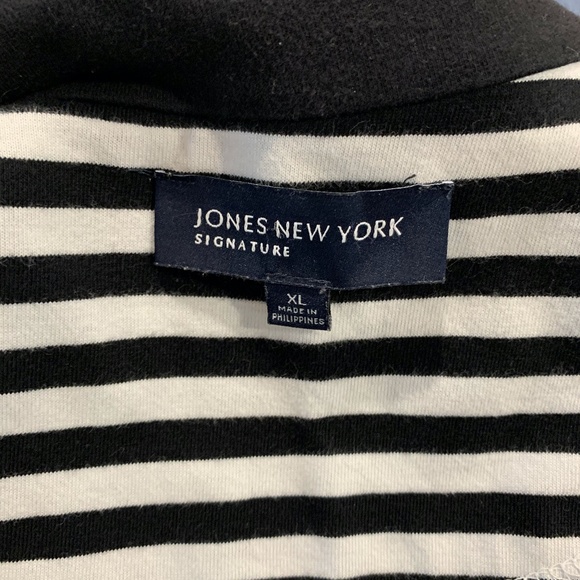 JONES NEW YORK
SIGNATURE
XL
MADE IN
PHILIPPINES